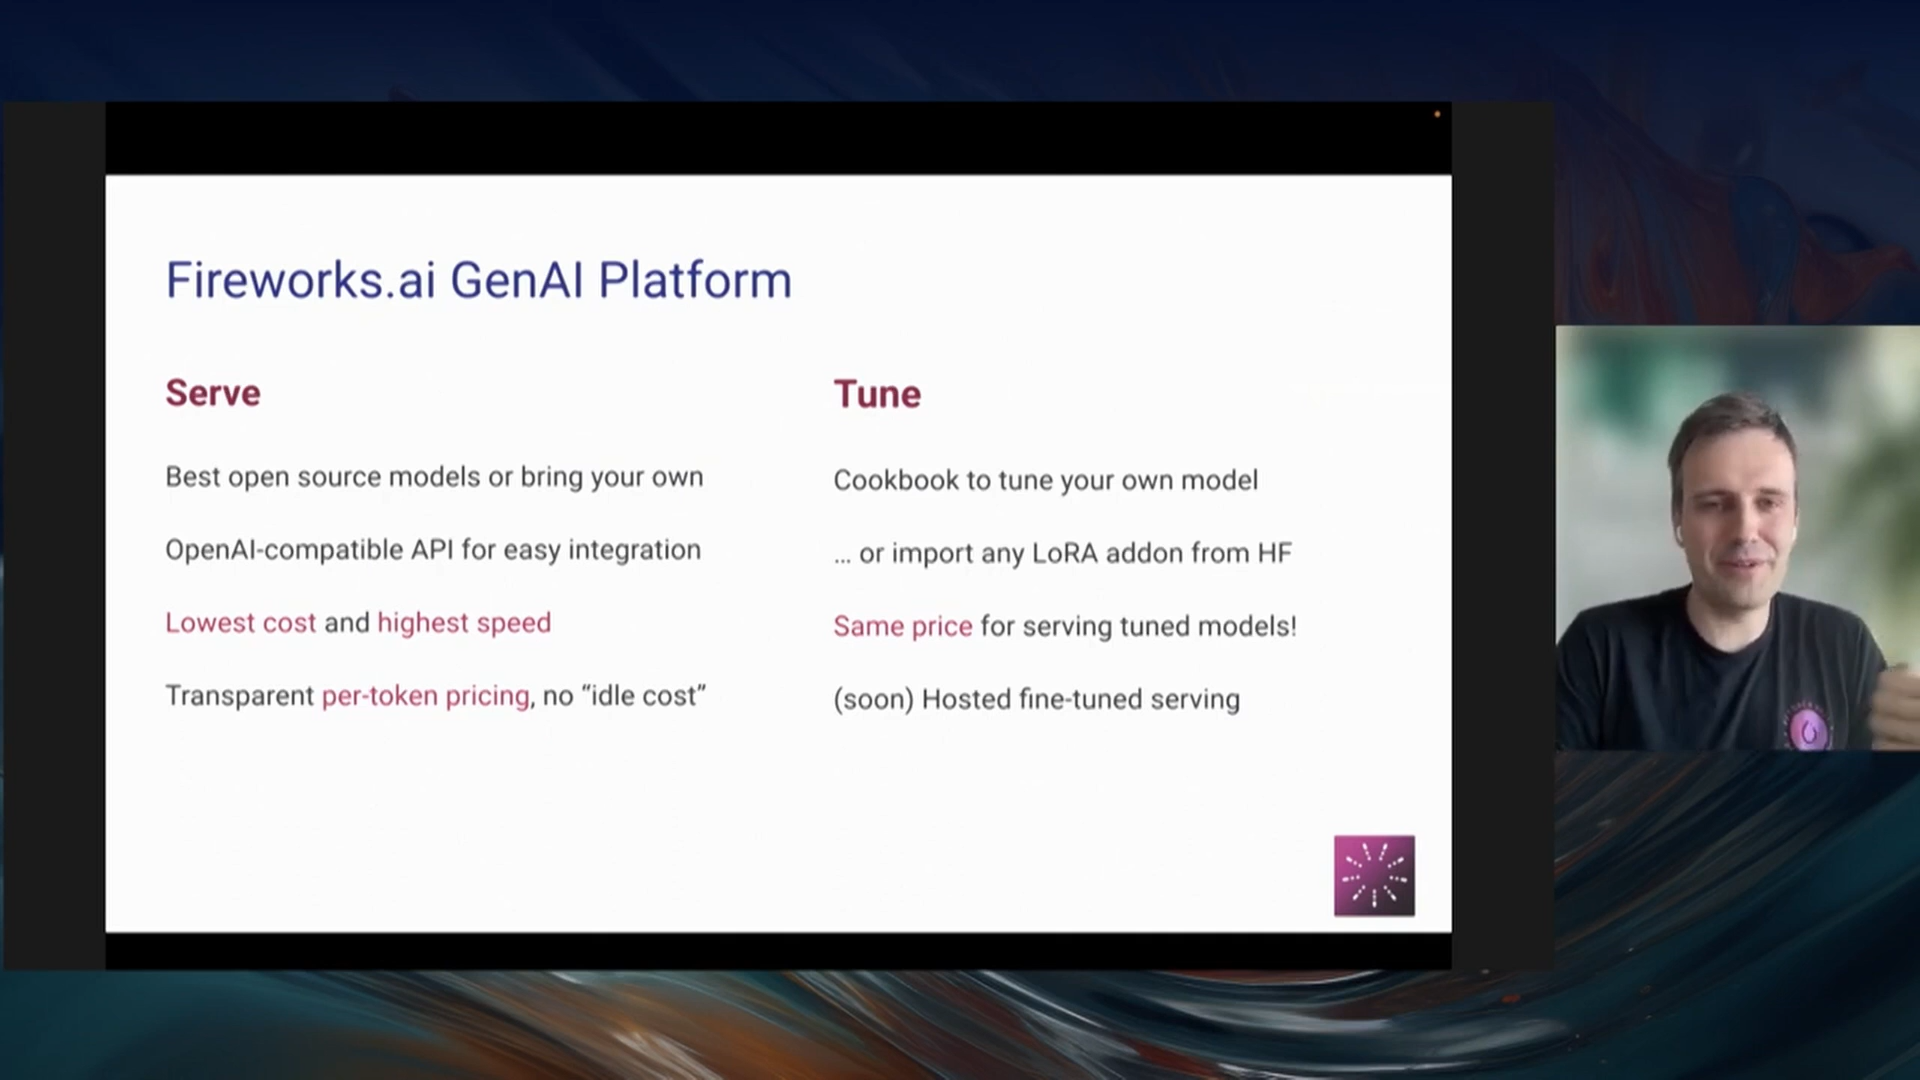 Fireworks.ai GenAI Platform
Serve
Best open source models or bring your own
OpenAI-compatible API for easy integration
Lowest cost and highest speed
Transparent per-token pricing, no “idle cost”
Tune
Cookbook to tune your own model
... or import any LoRA addon from HF
Same price for serving tuned models!
(soon) Hosted fine-tuned serving